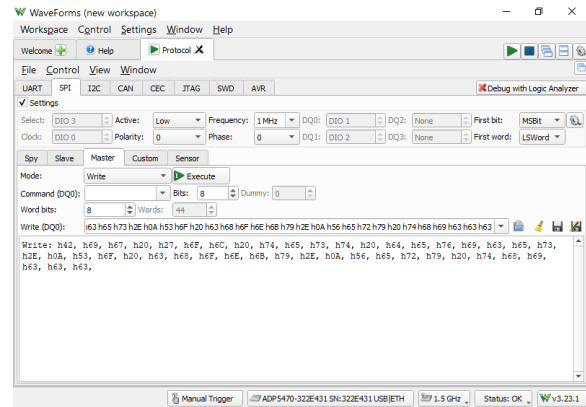 WaveForms (new workspace)
Workspace Control Settings Window Help
Welcome Help Protocol
File Control View Window
UART SPI I2C CAN CEC JTAG SWD AVR Debug with Logic Analyzer
Settings
Select: DIO 3 Active: Low Frequency: 1 MHz DQ0: DIO 1 DQ2: None First bit: MSBit
Clock: DIO 0 Polarity: 0 Phase: 0 DQ1: DIO 2 DQ3: None First word: LSWord
Spy Slave Master Custom Sensor
Mode: Write Execute
Command (DQ0): Bits: 8 Dummy: 0
Word bits: 8 Words: 44
Write (DQ0): h63 h65 h73 h2E h0A h53 h6F h20 h63 h68 h6F h6E h6B h79 h2E h0A h56 h65 h72 h79 h20 h74 h68 h69 h63 h63 h63
Write: h42, h69, h67, h20, h27, h6F, h6C, h20, h74, h65, h73, h74, h20, h64, h65, h76, h69, h63, h65, h73,
h2E, h0A, h53, h6F, h20, h63, h68, h6F, h6E, h6B, h79, h2E, h0A, h56, h65, h72, h79, h20, h74, h68, h69,
h63, h63, h63,
Manual Trigger ADP5470-322E431 SN:322E431 USB|ETH 1.5 GHz Status: OK v3.23.1